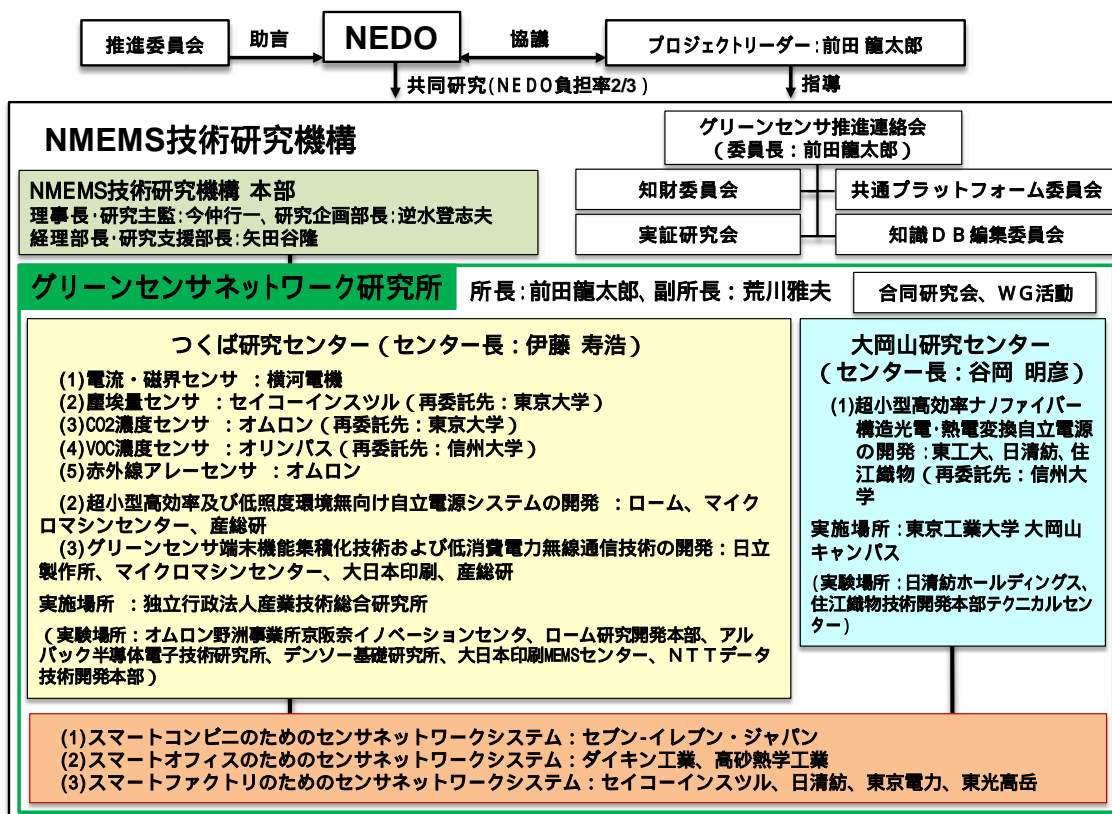 推進委員会
助言
NEDO
協議
プロジェクトリーダー：前田 龍太郎
共同研究(NEDO負担率2/3 )
指導
NMEMS技術研究機構
グリーンセンサ推進連絡会
（委員長：前田龍太郎）
NMEMS技術研究機構 本部
理事長・研究主監：今仲行一、研究企画部長：逆水登志夫
経理部長・研究支援部長：矢田谷隆
知財委員会
共通プラットフォーム委員会
実証研究会
知識ＤＢ編集委員会
グリーンセンサネットワーク研究所
所長：前田龍太郎、副所長：荒川雅夫
合同研究会、WG活動
つくば研究センター（センター長：伊藤 寿浩）
(1)電流・磁界センサ ：横河電機
(2)塵埃量センサ ：セイコーインスツル（再委託先：東京大学）
(3)CO2濃度センサ ：オムロン（再委託先：東京大学）
(4)VOC濃度センサ ：オリンパス（再委託先：信州大学）
(5)赤外線アレーセンサ ：オムロン
(2)超小型高効率及び低照度環境無向け自立電源システムの開発 ：ローム、マイク
ロマシンセンター、産総研
(3)グリーンセンサ端末機能集積化技術および低消費電力無線通信技術の開発：日立
製作所、マイクロマシンセンター、大日本印刷、産総研
実施場所 ：独立行政法人産業技術総合研究所
（実験場所：オムロン野洲事業所京阪奈イノベーションセンタ、ローム研究開発本部、アル
バック半導体電子技術研究所、デンソー基礎研究所、大日本印刷MEMSセンター、ＮＴＴデータ
技術開発本部）
大岡山研究センター
（センター長：谷岡 明彦）
(1)超小型高効率ナノファイバー
構造光電・熱電変換自立電源
の開発：東工大、日清紡、住
江織物（再委託先：信州大
学
実施場所：東京工業大学 大岡山
キャンパス
(実験場所：日清紡ホールディングス、
住江織物技術開発本部テクニカルセン
ター）
(1)スマートコンビニのためのセンサネットワークシステム：セブン-イレブン・ジャパン
(2)スマートオフィスのためのセンサネットワークシステム：ダイキン工業、高砂熱学工業
(3)スマートファクトリのためのセンサネットワークシステム：セイコーインスツル、日清紡、東京電力、東光高岳